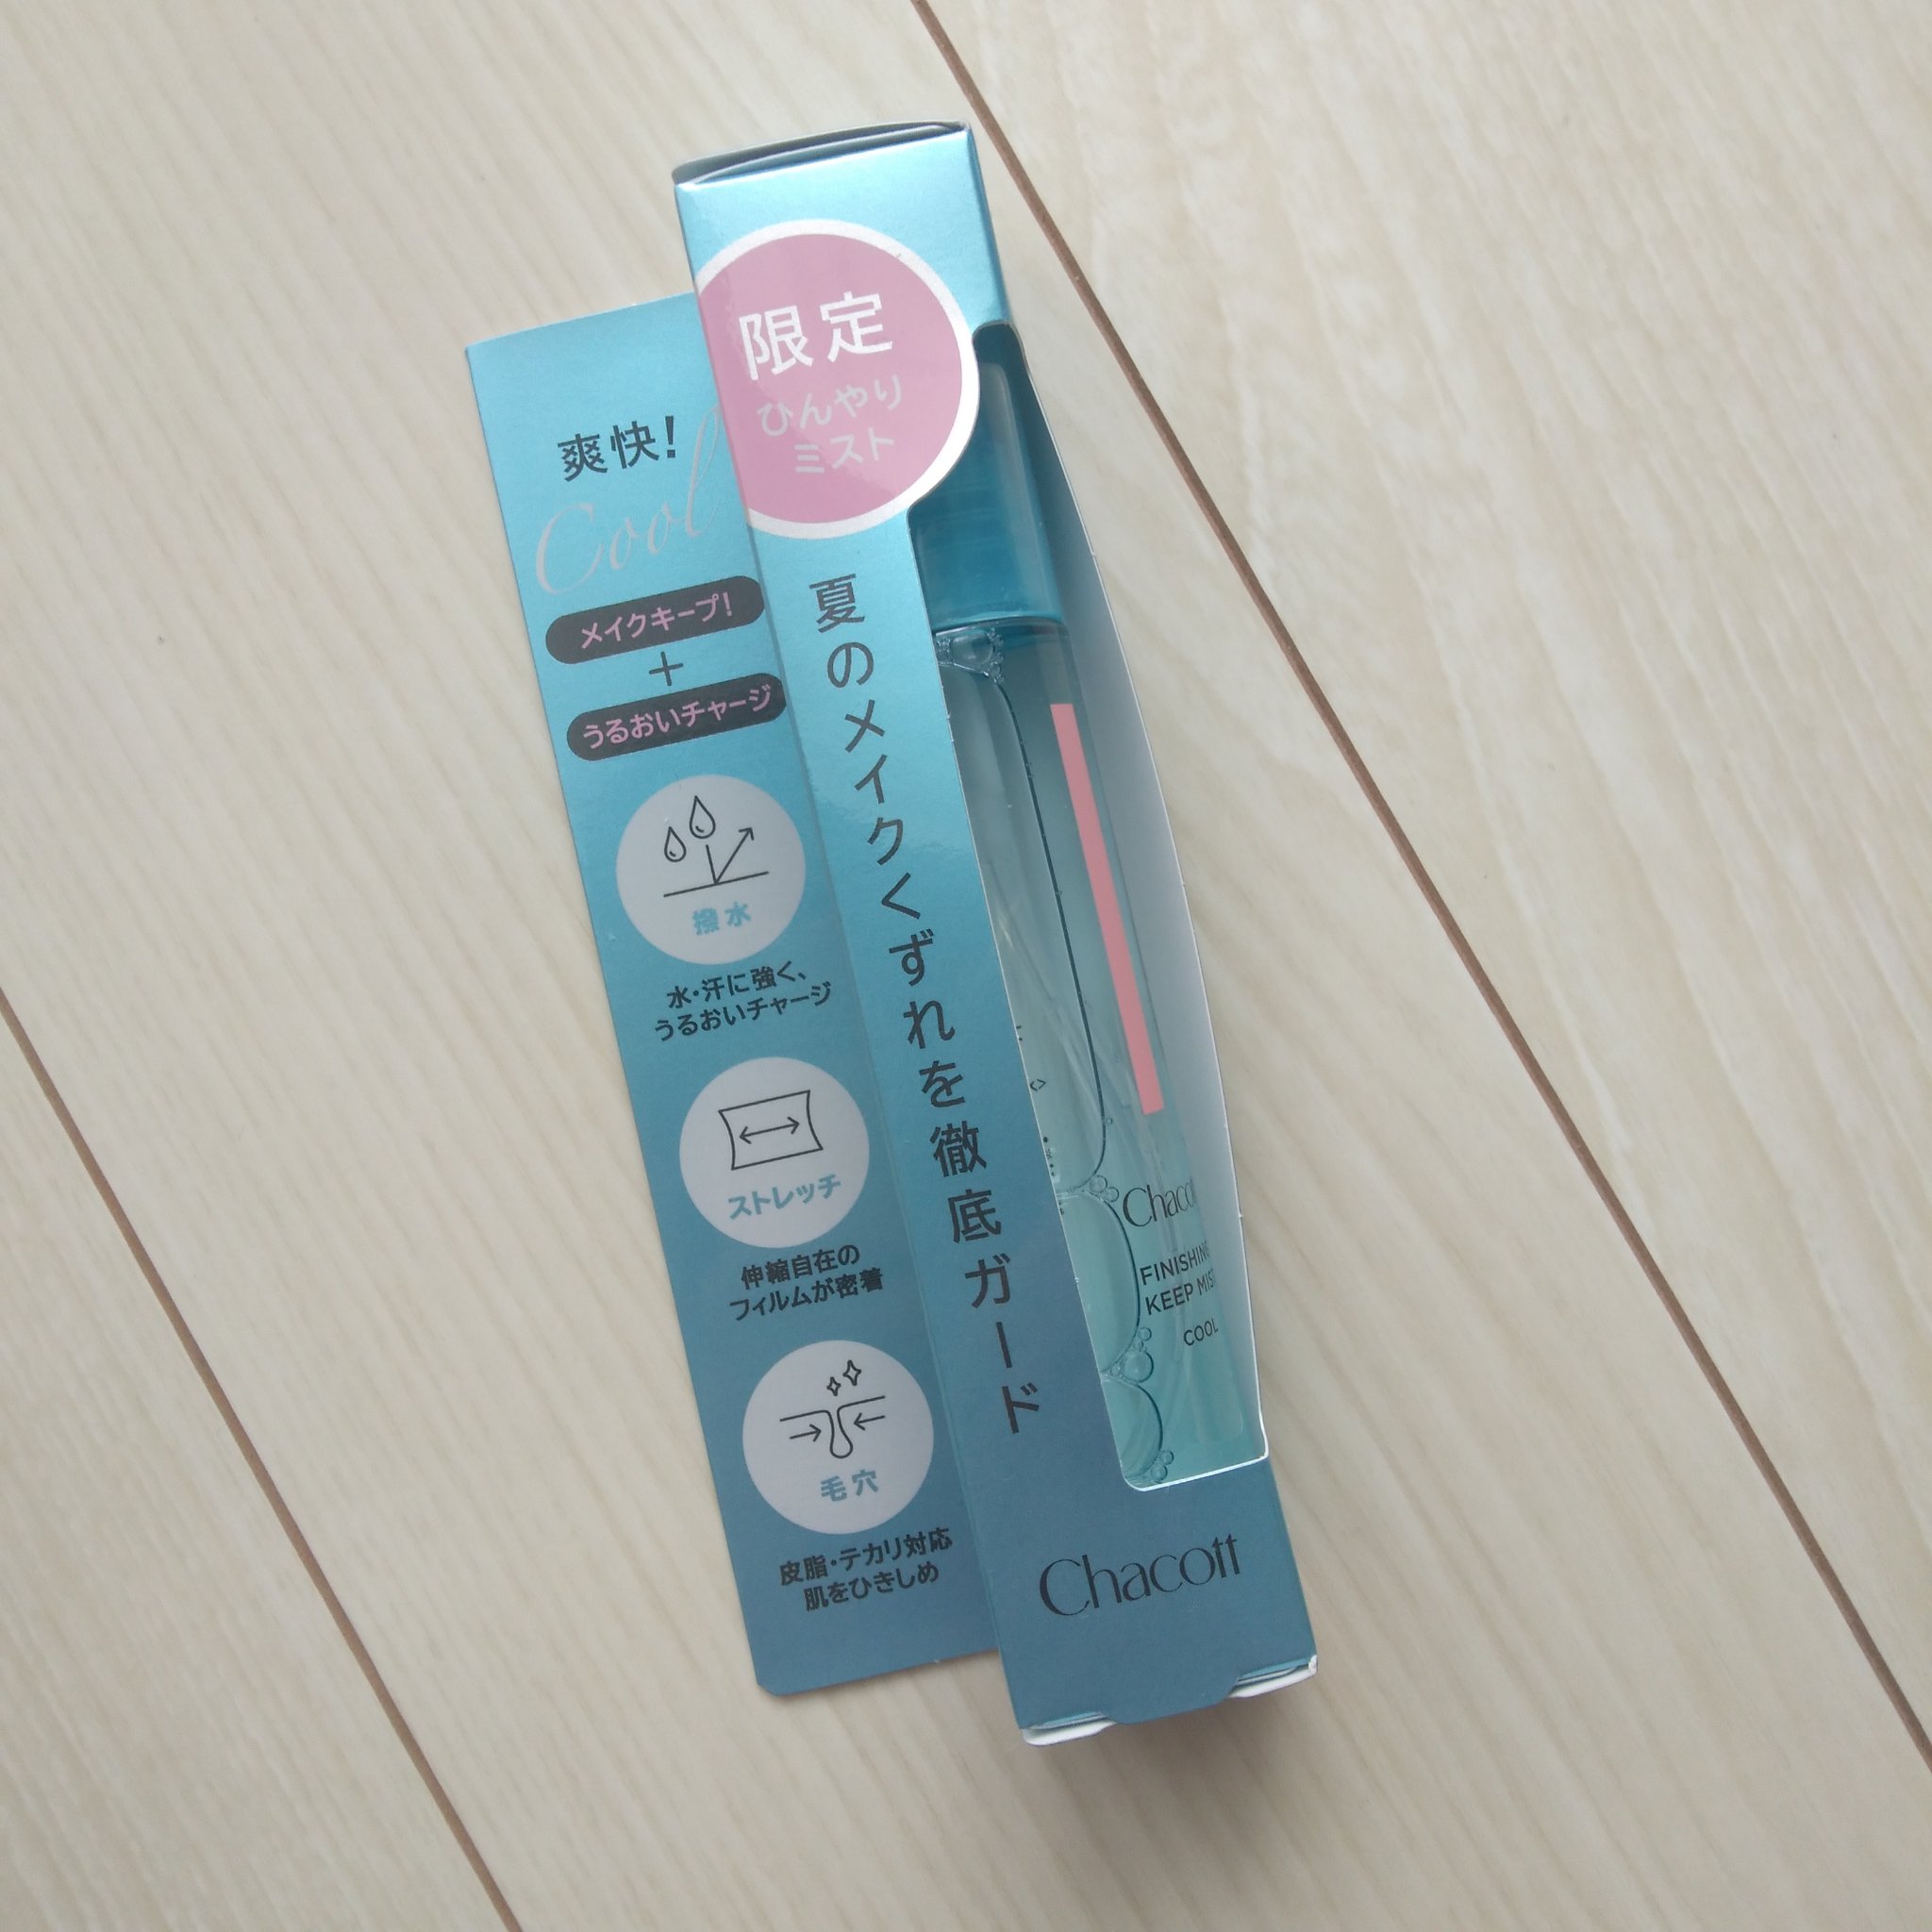 限定
ひんやり
ミスト
爽快!
Cool
メイクキープ!
+
うるおいチャージ
撥水
水・汗に強く、
うるおいチャージ
ストレッチ
伸縮自在の
フィルムが密着
毛穴
皮脂・テカリ対応
肌をひきしめ
夏のメイクくずれを徹底ガード
Chacott
FINISHING
KEEP MIST
COOL
Chacott